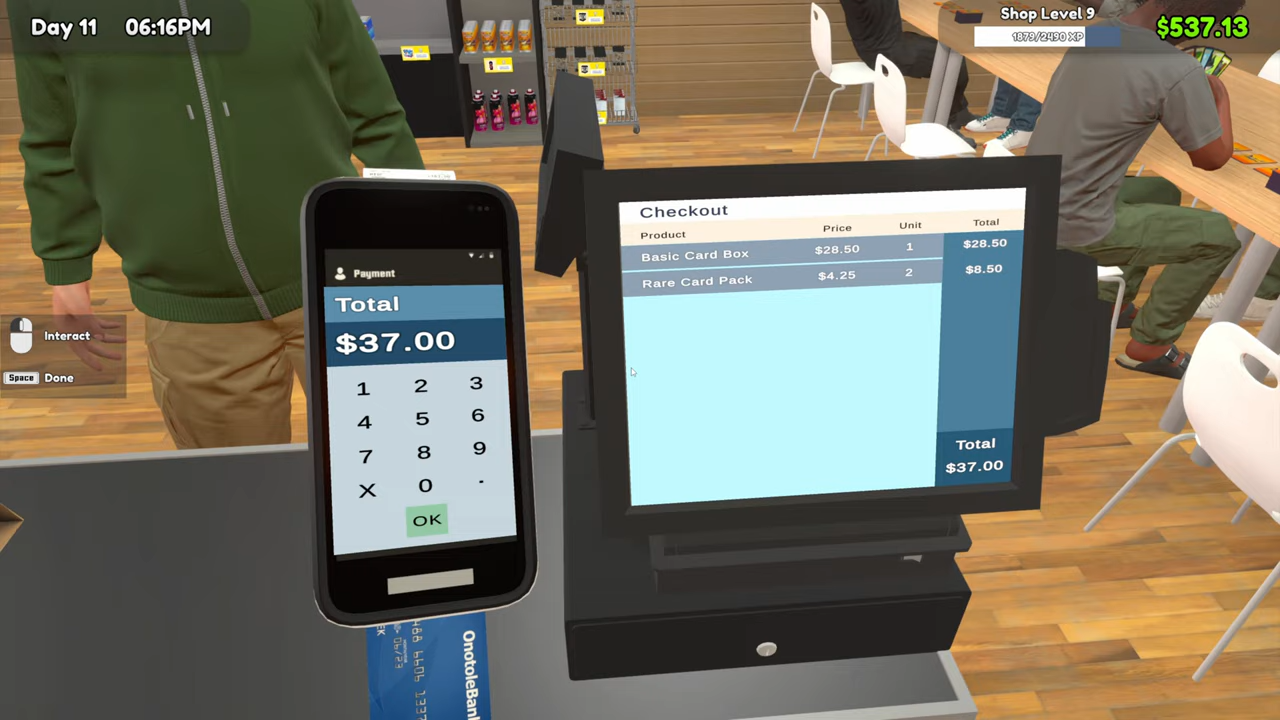 Day 11 06:16PM
Shop Level 9
1879/2490 XP
$537.13
Interact
Space Done
Payment
Total
$37.00
1 2 3
4 5 6
7 8 9
X 0 .
OK
Checkout
Product Price Unit Total
Basic Card Box $28.50 1 $28.50
Rare Card Pack $4.25 2 $8.50
Total
$37.00
OnotoleBank